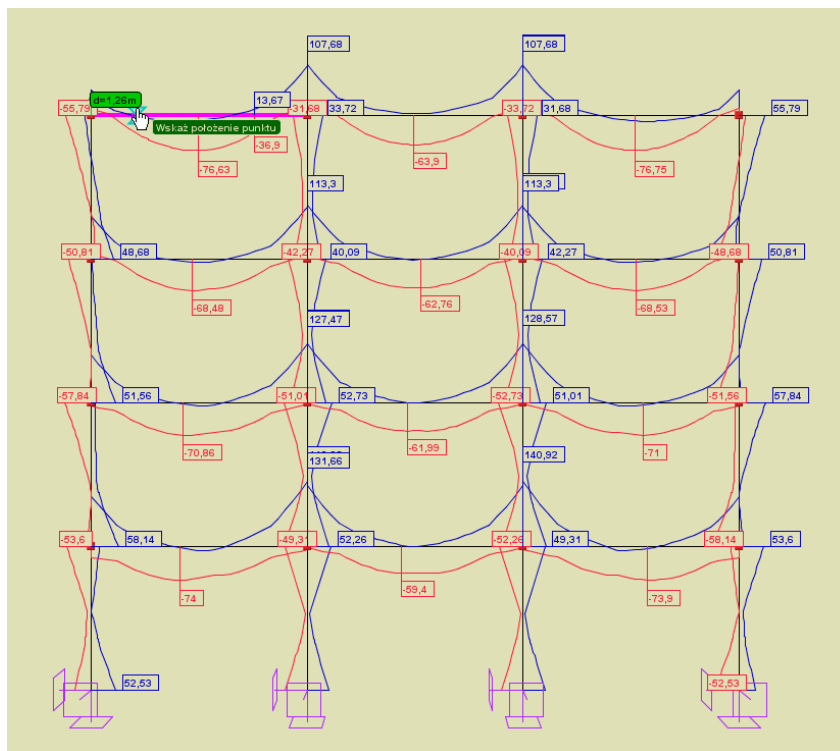 107,68 107,68
d=1,26m
-55,79 13,67 -31,68 33,72 -33,72 31,68 55,79
Wskaż położenie punktu
-36,9
-76,63 -63,9 -76,75
113,3 113,3
-50,81 48,68 -42,27 40,09 -40,09 42,27 -48,68 50,81
-68,48 -62,76 -68,53
127,47 128,57
-57,84 51,56 -51,01 52,73 -52,73 51,01 -51,56 57,84
-70,86 -61,99 -71
131,66 140,92
-53,6 58,14 -49,31 52,26 -52,26 49,31 -58,14 53,6
-74 -59,4 -73,9
52,53 -52,53